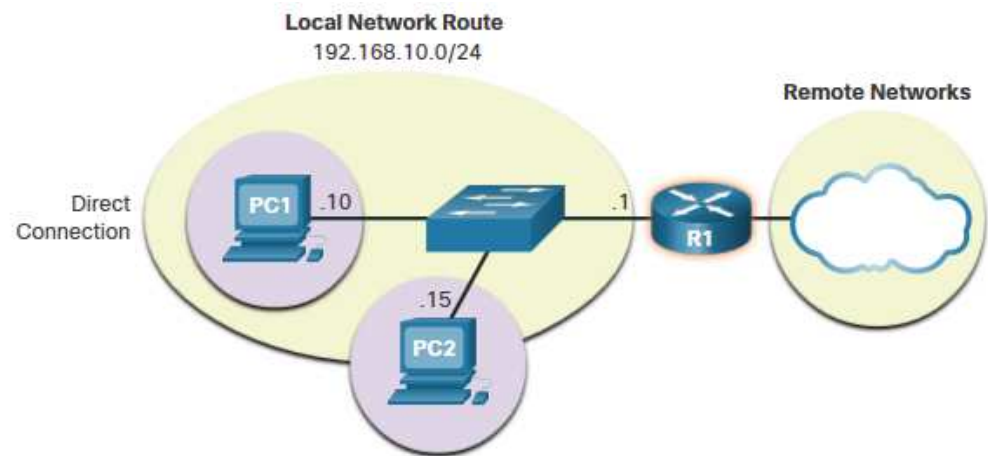 Local Network Route
192.168.10.0/24
Remote Networks
Direct
Connection
PC1
.10
.1
R1
.15
PC2